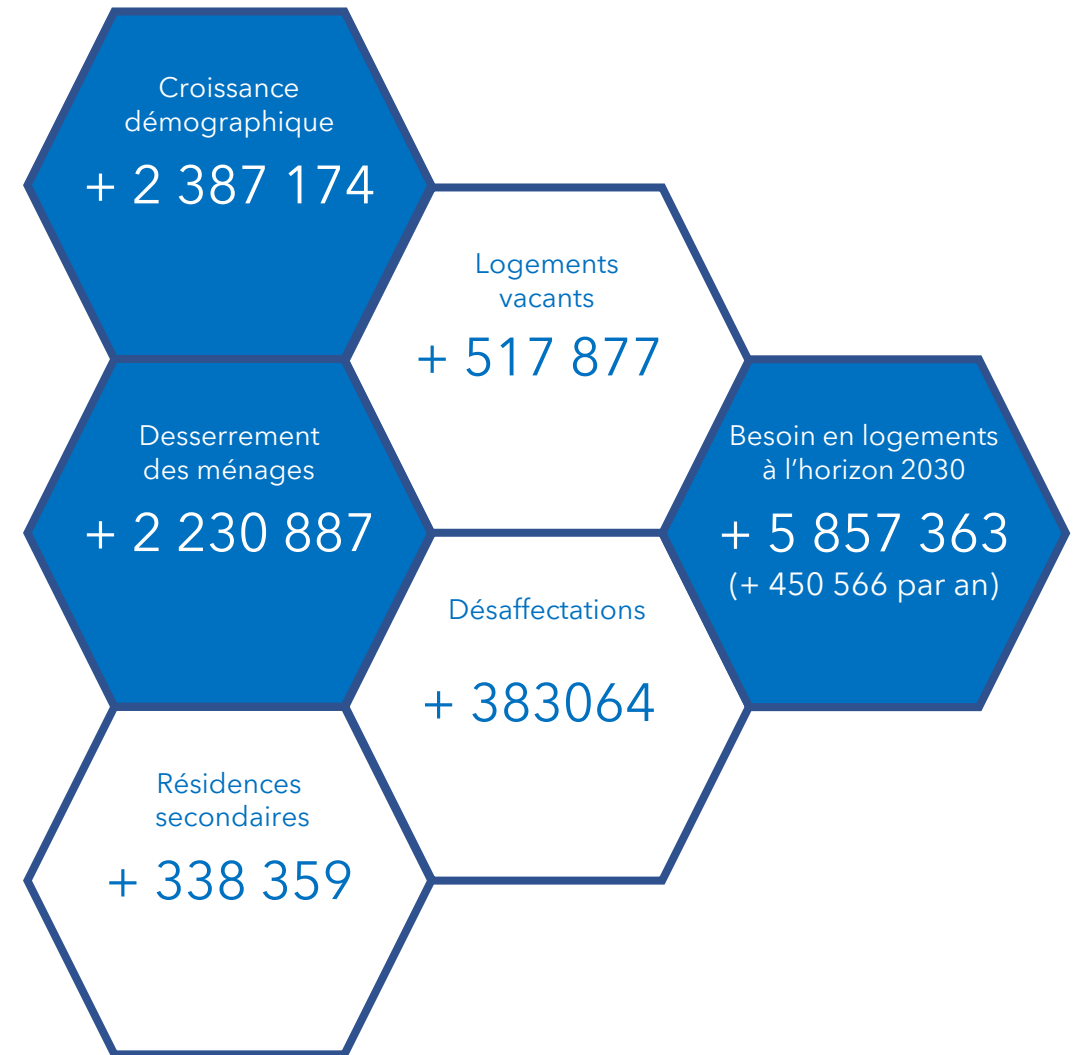 Croissance
démographique
+ 2 387 174
Logements
vacants
+ 517 877
Desserrement
des ménages
+ 2 230 887
Besoin en logements
à l’horizon 2030
+ 5 857 363
(+ 450 566 par an)
Désaffectations
+ 383064
Résidences
secondaires
+ 338 359